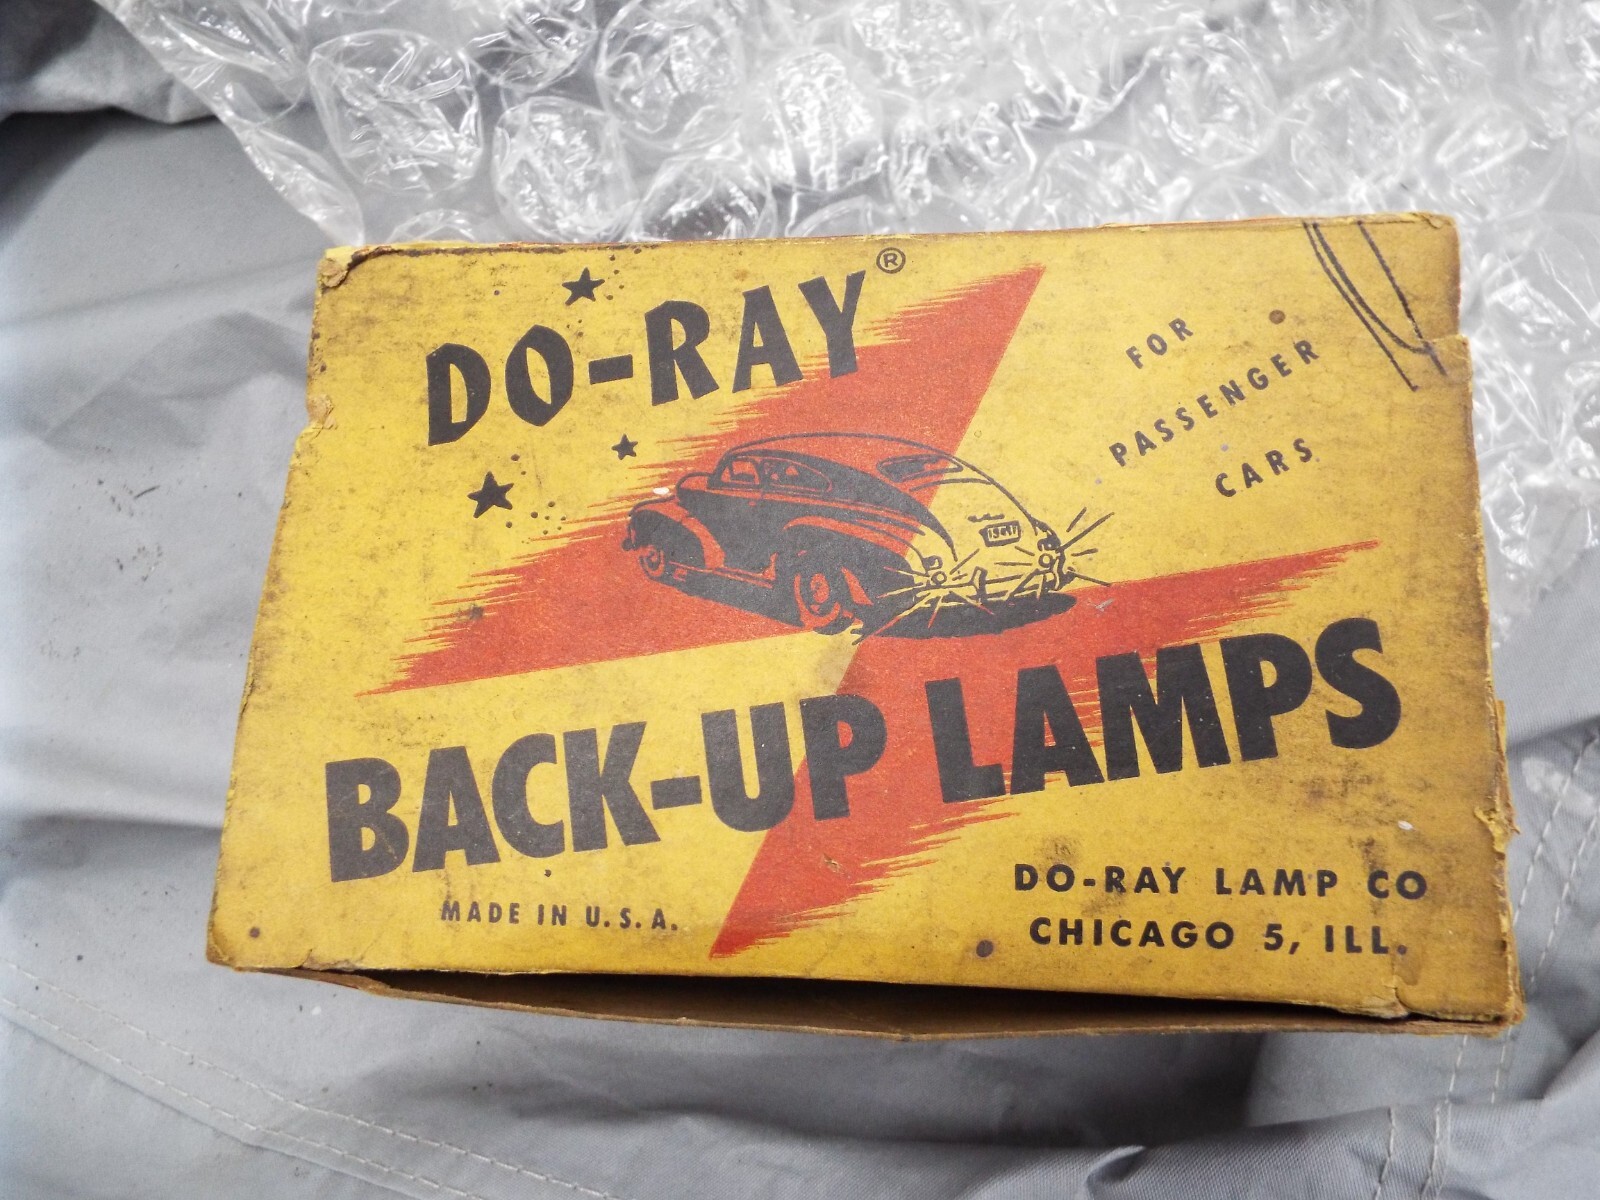 DO-RAY®
FOR
PASSENGER
CARS
BACK-UP LAMPS
MADE IN U.S.A.
DO-RAY LAMP CO
CHICAGO 5, ILL.